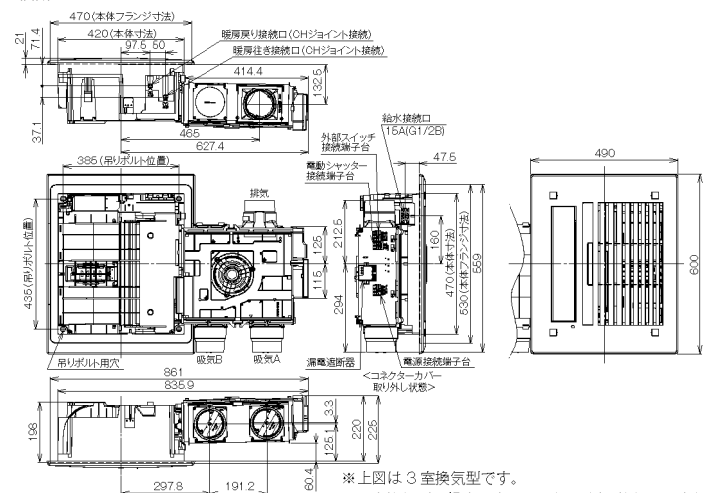 470(本体フランジ寸法)
420(本体寸法)
97.5
50
21
71.4
37.1
暖房戻り接続口(CHジョイント接続)
暖房往き接続口(CHジョイント接続)
414.4
132.5
465
627.4
給水接続口
15A(G1/2B)
外部スイッチ
接続端子台
電動シャッター
接続端子台
47.5
490
385(吊りボルト位置)
435(吊りボルト位置)
排気
125
115
212.5
294
160
470(本体寸法)
530(本体フランジ寸法)
559
600
吊りボルト用穴
吸気B
吸気A
漏電遮断器
電源接続端子台
<コネクターカバー
取り外し状態>
861
835.9
198
3.3
125.1
220
225
60.4
297.8
191.2
※上図は3室換気型です。